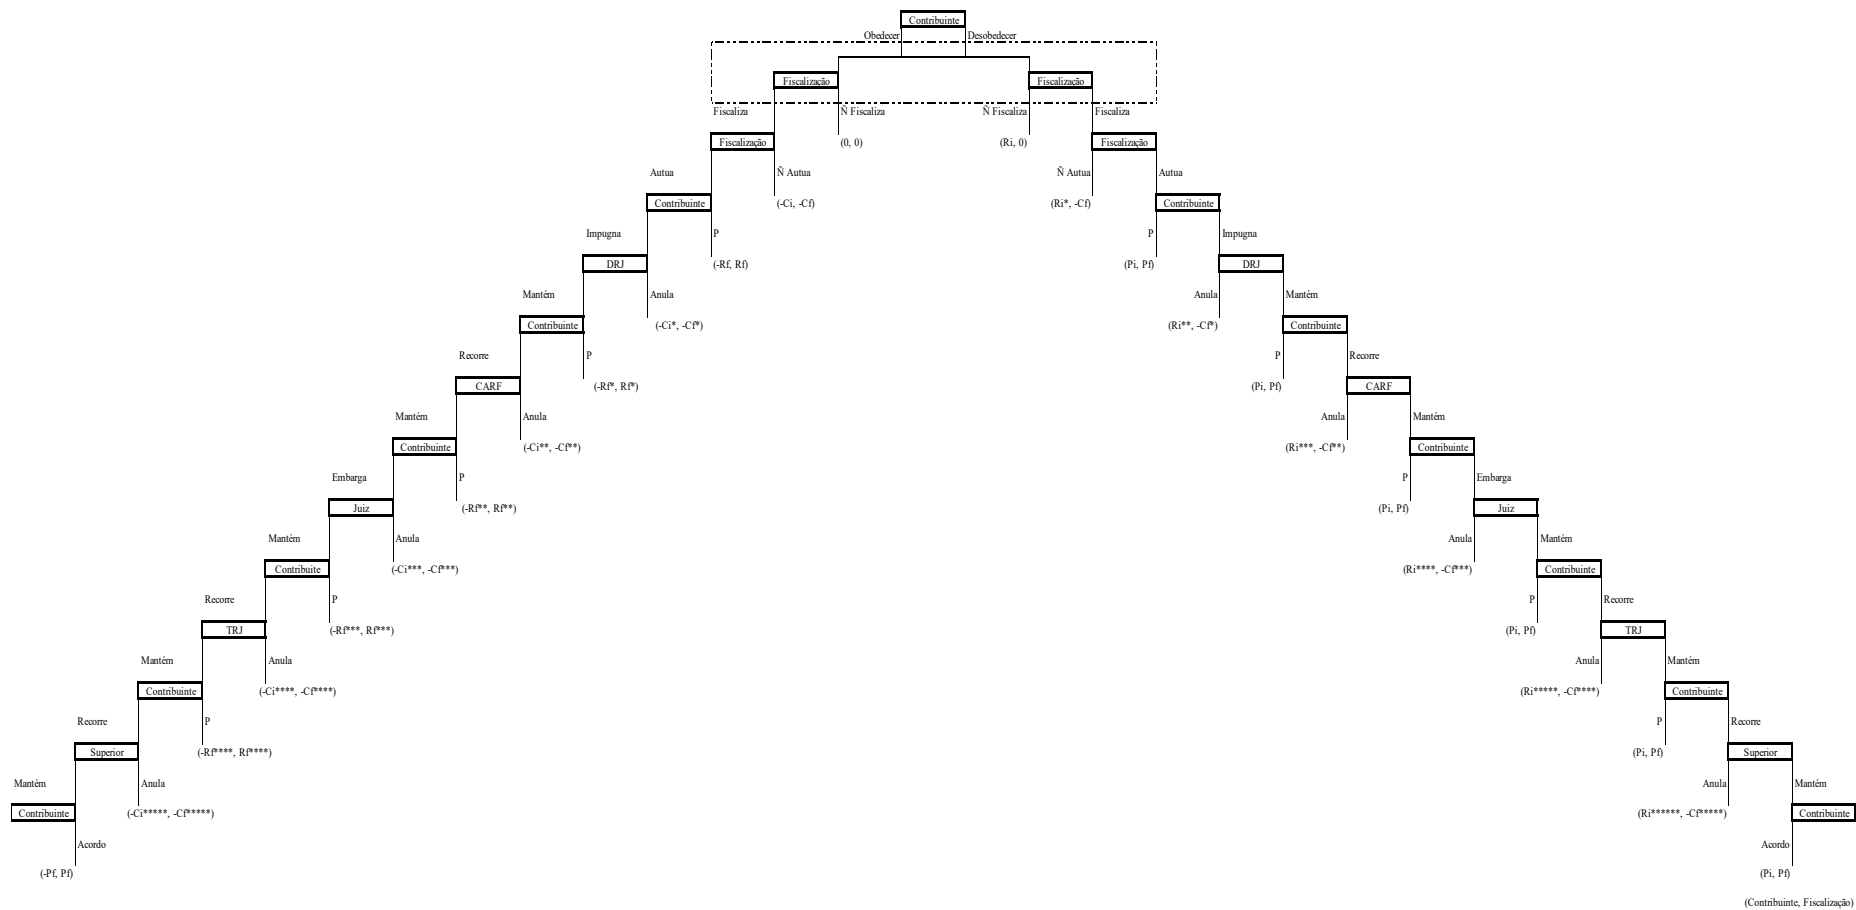 Contribuinte
Obedecer Desobedecer
Fiscalização Fiscalização
Fiscaliza Ñ Fiscaliza Ñ Fiscaliza Fiscaliza
Fiscalização (0, 0) (Ri, 0) Fiscalização
Autua Ñ Autua Ñ Autua Autua
Contribuinte (-Ci, -Cf) (Ri*, -Cf) Contribuinte
Impugna P P Impugna
DRJ (-Rf, Rf) (Pi, Pf) DRJ
Mantém Anula Anula Mantém
Contribuinte (-Ci*, -Cf*) (Ri**, -Cf*) Contribuinte
Recorre P P Recorre
CARF (-Rf*, Rf*) (Pi, Pf) CARF
Mantém Anula Anula Mantém
Contribuinte (-Ci**, -Cf**) (Ri***, -Cf**) Contribuinte
Embarga P P Embarga
Juiz (-Rf**, Rf**) (Pi, Pf) Juiz
Mantém Anula Anula Mantém
Contribuite (-Ci***, -Cf***) (Ri****, -Cf***) Contribuinte
Recorre P P Recorre
TRJ (-Rf***, Rf***) (Pi, Pf) TRJ
Mantém Anula Anula Mantém
Contribuinte (-Ci****, -Cf****) (Ri*****, -Cf****) Contribuinte
Recorre P P Recorre
Superior (-Rf****, Rf****) (Pi, Pf) Superior
Mantém Anula Anula Mantém
Contribuinte (-Ci*****, -Cf*****) (Ri******, -Cf*****) Contribuinte
Acordo Acordo
(-Pf, Pf) (Pi, Pf)
(Contribuinte, Fiscalização)